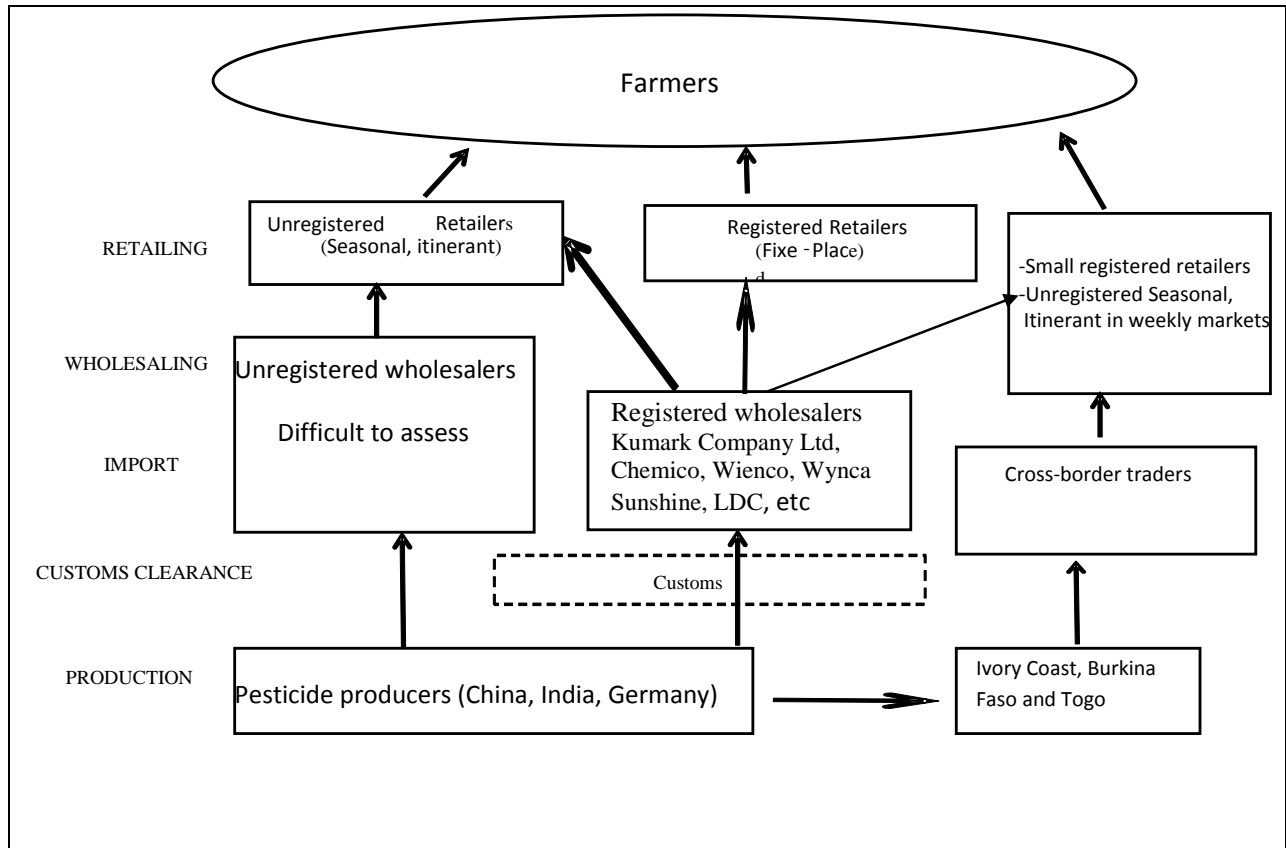 Farmers
RETAILING
Unregistered Retailers
(Seasonal, itinerant)
Registered Retailers
(Fixe - Place)
d
-Small registered retailers
-Unregistered Seasonal,
Itinerant in weekly markets
WHOLESALING
Unregistered wholesalers
Difficult to assess
IMPORT
Registered wholesalers
Kumark Company Ltd,
Chemico, Wienco, Wynca
Sunshine, LDC, etc
Cross-border traders
CUSTOMS CLEARANCE
Customs
PRODUCTION
Pesticide producers (China, India, Germany)
Ivory Coast, Burkina
Faso and Togo